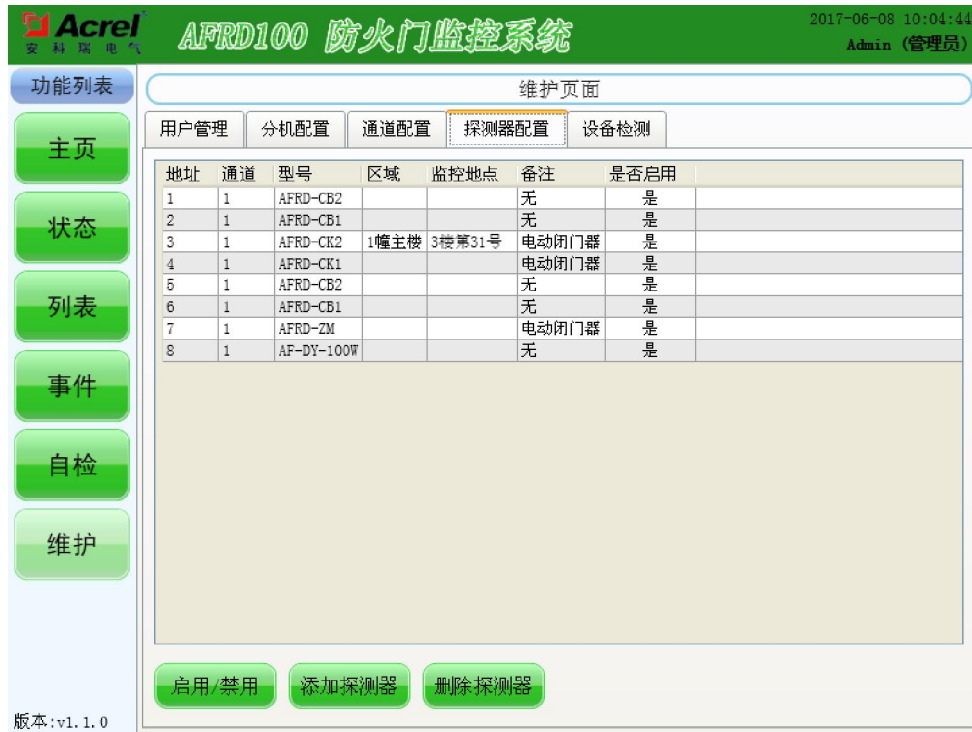 Acrel
安科瑞电气
AFRD100 防火门监控系统
2017-06-08 10:04:44
Admin (管理员)
功能列表
主页
状态
列表
事件
自检
维护
版本:v1.1.0
维护页面
用户管理 分机配置 通道配置 探测器配置 设备检测
地址 通道 型号 区域 监控地点 备注 是否启用
1 1 AFRD-CB2 无 是
2 1 AFRD-CB1 无 是
3 1 AFRD-CK2 1幢主楼 3楼第31号 电动闭门器 是
4 1 AFRD-CK1 电动闭门器 是
5 1 AFRD-CB2 无 是
6 1 AFRD-CB1 无 是
7 1 AFRD-ZM 电动闭门器 是
8 1 AF-DY-100W 无 是
启用/禁用 添加探测器 删除探测器